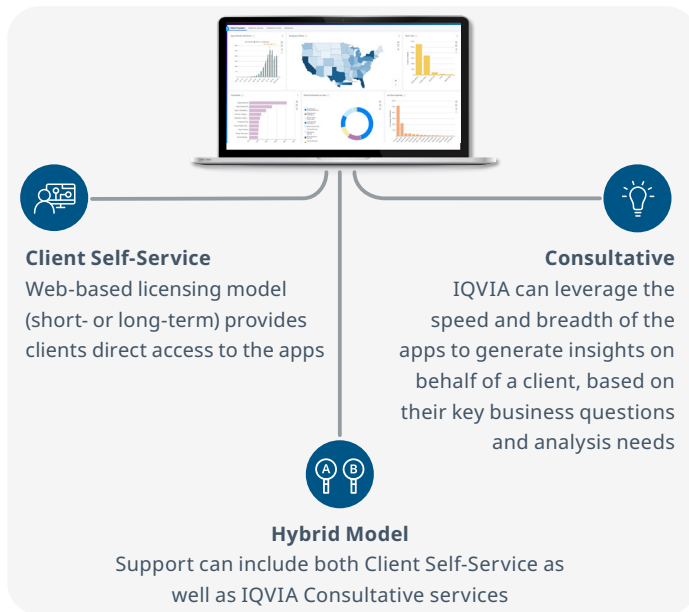 Client Self-Service
Web-based licensing model
(short- or long-term) provides
clients direct access to the apps
Consultative
IQVIA can leverage the
speed and breadth of the
apps to generate insights on
behalf of a client, based on
their key business questions
and analysis needs
A B
Hybrid Model
Support can include both Client Self-Service as
well as IQVIA Consultative services